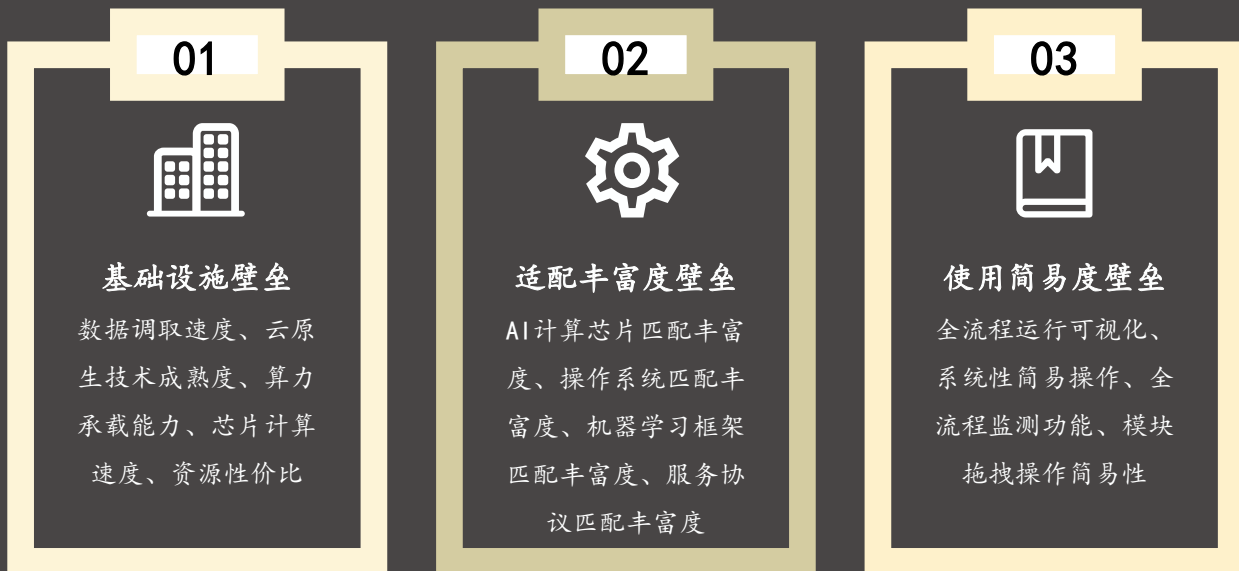 01
基础设施壁垒
数据调取速度、云原
生技术成熟度、算力
承载能力、芯片计算
速度、资源性价比
02
适配丰富度壁垒
AI计算芯片匹配丰富
度、操作系统匹配丰
富度、机器学习框架
匹配丰富度、服务协
议匹配丰富度
03
使用简易度壁垒
全流程运行可视化、
系统性简易操作、全
流程监测功能、模块
拖拽操作简易性